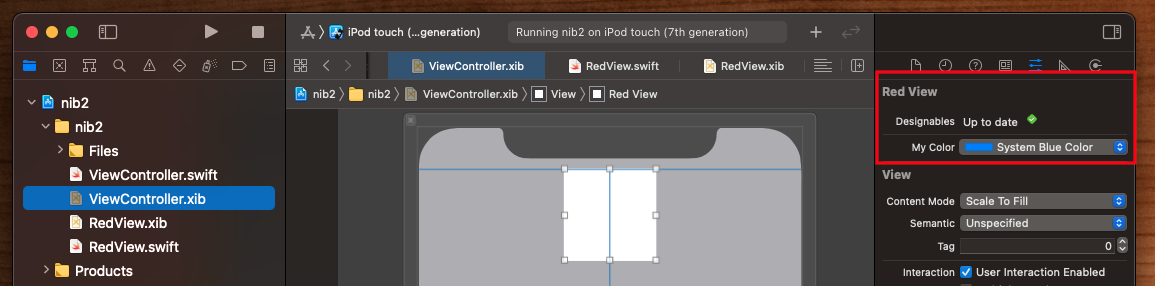 iPod touch (...generation)
Running nib2 on iPod touch (7th generation)
ViewController.xib
RedView.swift
RedView.xib
nib2
nib2
ViewController.xib
View
Red View
nib2
nib2
Files
ViewController.swift
ViewController.xib
RedView.xib
RedView.swift
Products
Red View
Designables Up to date
My Color System Blue Color
View
Content Mode Scale To Fill
Semantic Unspecified
Tag 0
Interaction User Interaction Enabled